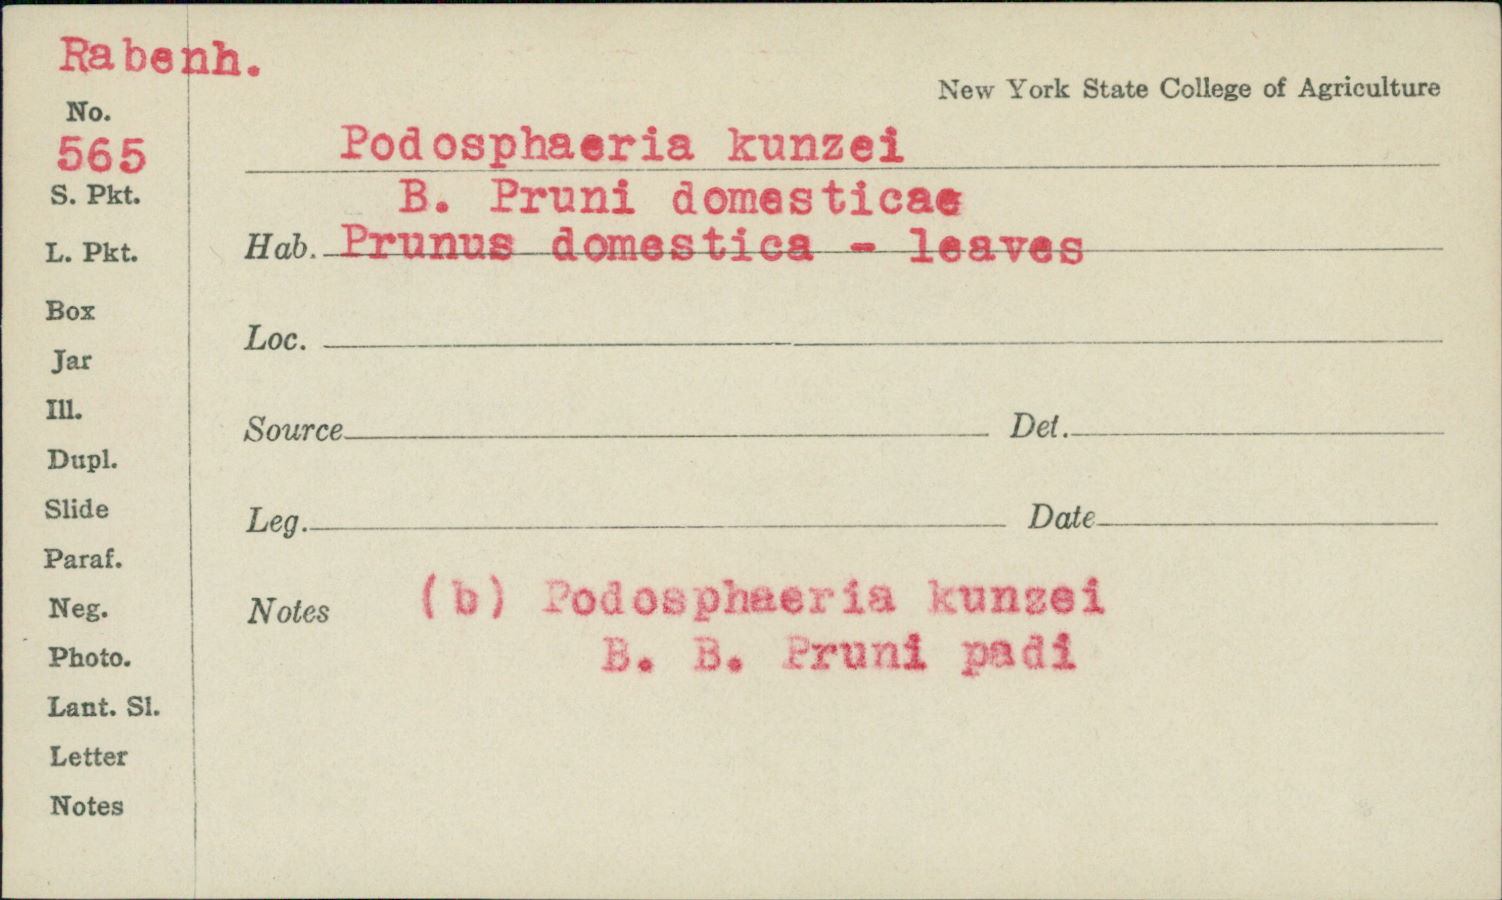 Rabenh.
New York State College of Agriculture
No.
565
Podosphaeria kunzei
B. Pruni domesticae
S. Pkt.
Hab. Prunus domestica - leaves
L. Pkt.
Box
Loc.
Jar
Ill.
Source Det.
Dupl.
Slide
Leg. Date
Paraf.
Neg.
Notes (b) Podosphaeria kunzei
B. B. Pruni padi
Photo.
Lant. Sl.
Letter
Notes